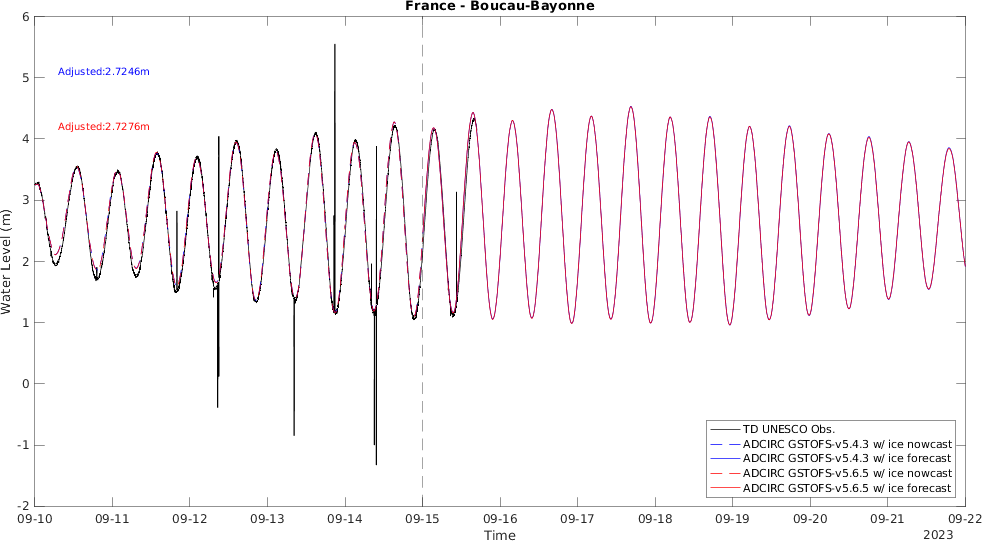 France - Boucau-Bayonne
6
5
4
3
2
1
0
-1
-2
Water Level (m)
Adjusted:2.7246m
Adjusted:2.7276m
TD UNESCO Obs.
ADCIRC GSTOFS-v5.4.3 w/ ice nowcast
ADCIRC GSTOFS-v5.4.3 w/ ice forecast
ADCIRC GSTOFS-v5.6.5 w/ ice nowcast
ADCIRC GSTOFS-v5.6.5 w/ ice forecast
09-10 09-11 09-12 09-13 09-14 09-15 09-16 09-17 09-18 09-19 09-20 09-21 09-22
Time 2023